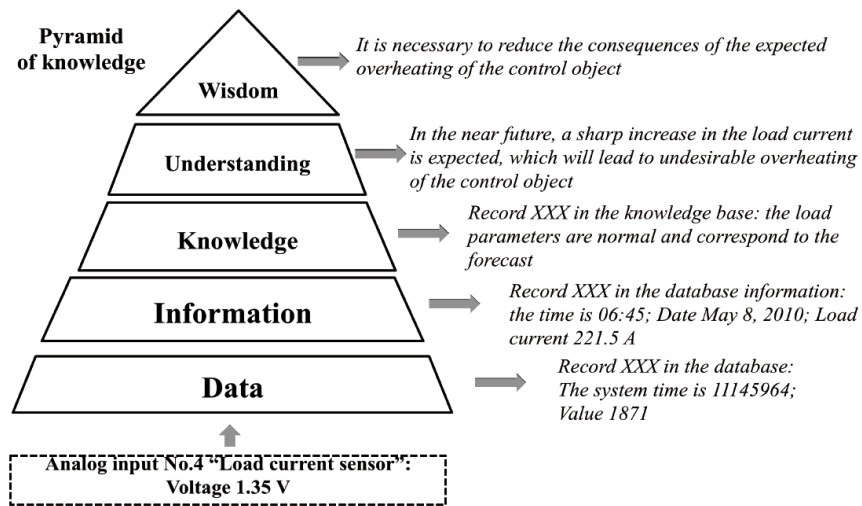 Pyramid
of knowledge
Wisdom
It is necessary to reduce the consequences of the expected
overheating of the control object
Understanding
In the near future, a sharp increase in the load current
is expected, which will lead to undesirable overheating
of the control object
Knowledge
Record XXX in the knowledge base: the load
parameters are normal and correspond to the
forecast
Information
Record XXX in the database information:
the time is 06:45; Date May 8, 2010; Load
current 221.5 A
Data
Record XXX in the database:
The system time is 11145964;
Value 1871
Analog input No.4 “Load current sensor”:
Voltage 1.35 V